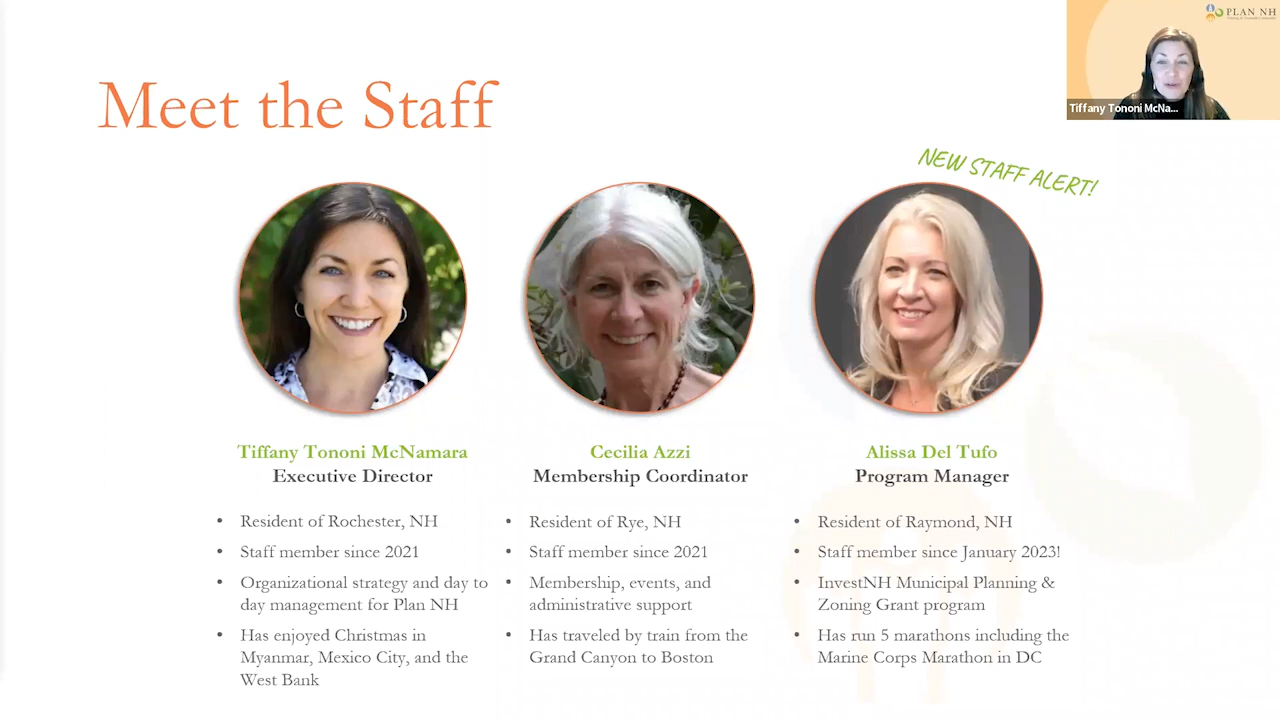 PLAN NH
Tiffany Tononi McNa...
Meet the Staff
NEW STAFF ALERT!
Tiffany Tononi McNamara
Executive Director
• Resident of Rochester, NH
• Staff member since 2021
• Organizational strategy and day to
day management for Plan NH
• Has enjoyed Christmas in
Myanmar, Mexico City, and the
West Bank
Cecilia Azzi
Membership Coordinator
• Resident of Rye, NH
• Staff member since 2021
• Membership, events, and
administrative support
• Has traveled by train from the
Grand Canyon to Boston
Alissa Del Tufo
Program Manager
• Resident of Raymond, NH
• Staff member since January 2023!
• InvestNH Municipal Planning &
Zoning Grant program
• Has run 5 marathons including the
Marine Corps Marathon in DC